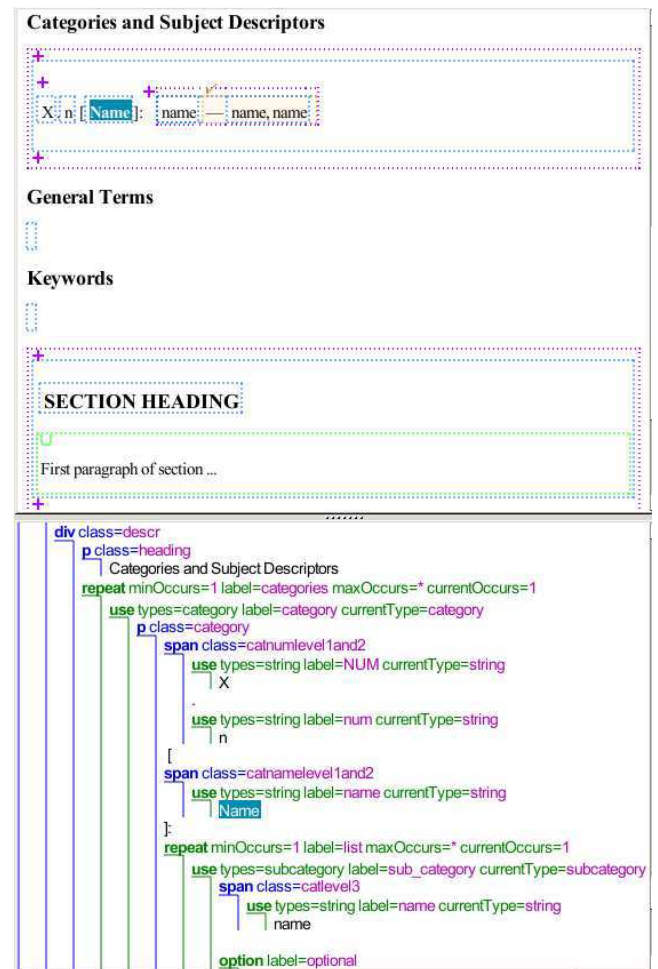 Categories and Subject Descriptors
X . n [ Name ]: name — name, name
General Terms
Keywords
SECTION HEADING
First paragraph of section ...
div class=descr
p class=heading
Categories and Subject Descriptors
repeat minOccurs=1 label=categories maxOccurs=* currentOccurs=1
use types=category label=category currentType=category
p class=category
span class=catnumlevel1and2
use types=string label=NUM currentType=string
X
.
use types=string label=num currentType=string
n
[
span class=catnamelevel1and2
use types=string label=name currentType=string
Name
]:
repeat minOccurs=1 label=list maxOccurs=* currentOccurs=1
use types=subcategory label=sub_category currentType=subcategory
span class=catlevel3
use types=string label=name currentType=string
name
option label=optional